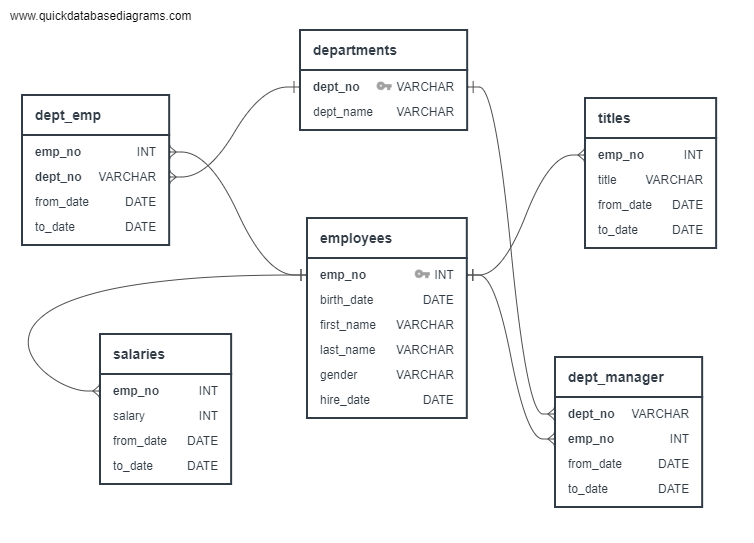 www.quickdatabasediagrams.com
departments
dept_no VARCHAR
dept_name VARCHAR
dept_emp
emp_no INT
dept_no VARCHAR
from_date DATE
to_date DATE
titles
emp_no INT
title VARCHAR
from_date DATE
to_date DATE
employees
emp_no INT
birth_date DATE
first_name VARCHAR
last_name VARCHAR
gender VARCHAR
hire_date DATE
salaries
emp_no INT
salary INT
from_date DATE
to_date DATE
dept_manager
dept_no VARCHAR
emp_no INT
from_date DATE
to_date DATE